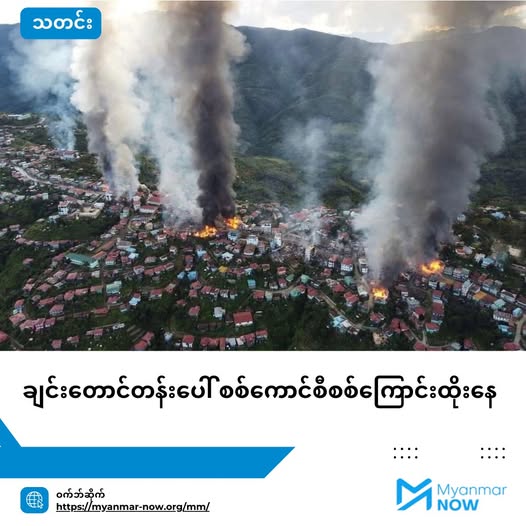 သတင်း
ချင်းတောင်တန်းပေါ် စစ်ကောင်စီစစ်ကြောင်းထိုးနေ
ဝက်ဘ်ဆိုက်
https://myanmar-now.org/mm/
Myanmar
NOW